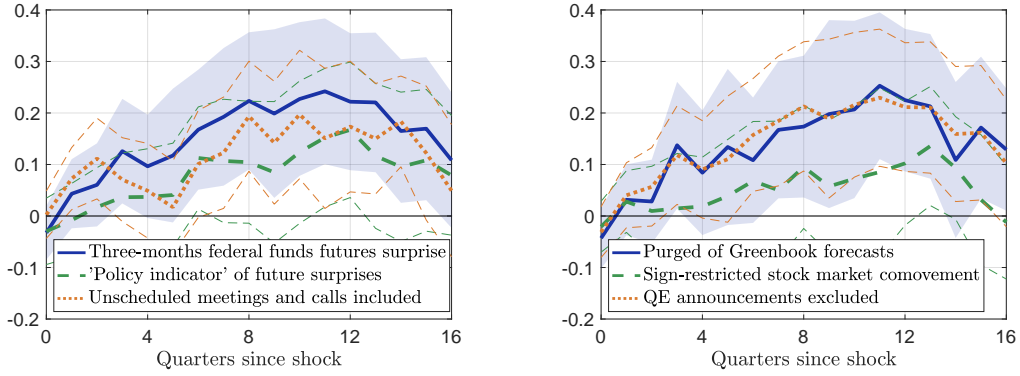 0.4
0.3
0.2
0.1
0
-0.1
-0.2
Three-months federal funds futures surprise
'Policy indicator' of future surprises
Unscheduled meetings and calls included
0 4 8 12 16
Quarters since shock
0.4
0.3
0.2
0.1
0
-0.1
-0.2
Purged of Greenbook forecasts
Sign-restricted stock market comovement
QE announcements excluded
0 4 8 12 16
Quarters since shock